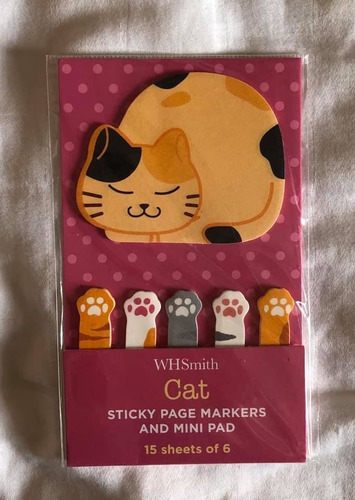 WHSmith
Cat
STICKY PAGE MARKERS
AND MINI PAD
15 sheets of 6